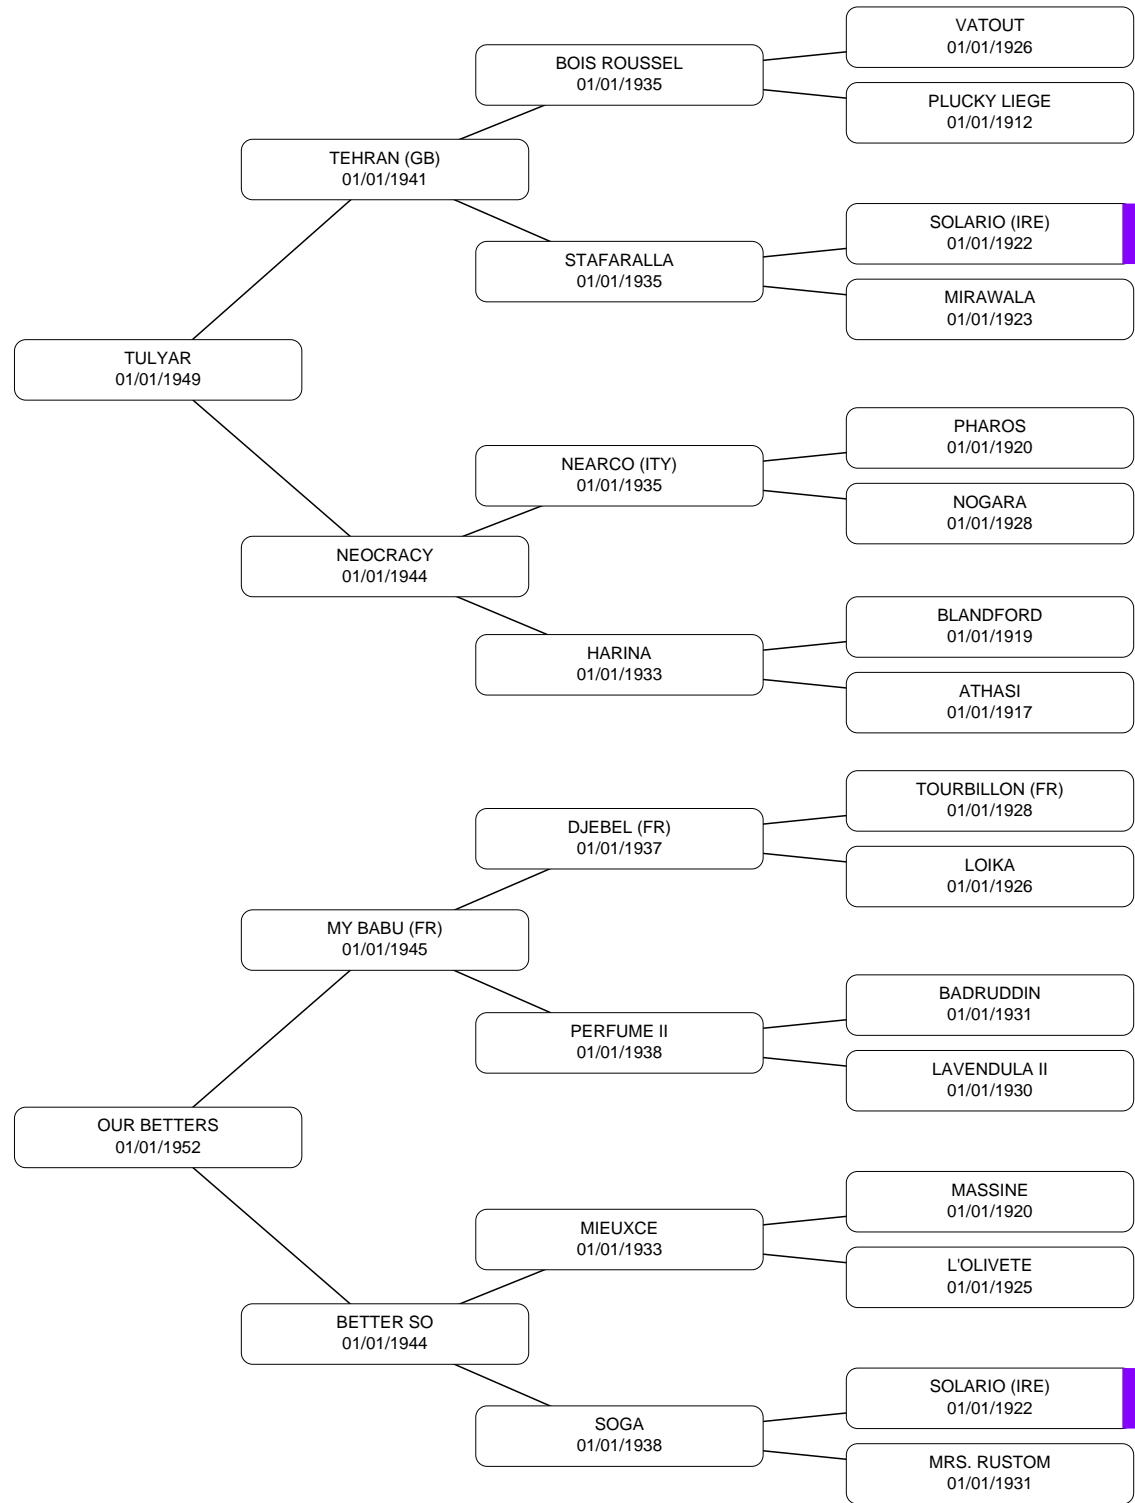 VATOUT
01/01/1926
BOIS ROUSSEL
01/01/1935
PLUCKY LIEGE
01/01/1912
TEHRAN (GB)
01/01/1941
SOLARIO (IRE)
01/01/1922
STAFARALLA
01/01/1935
MIRAWALA
01/01/1923
TULYAR
01/01/1949
PHAROS
01/01/1920
NEARCO (ITY)
01/01/1935
NOGARA
01/01/1928
NEOCRACY
01/01/1944
BLANDFORD
01/01/1919
HARINA
01/01/1933
ATHASI
01/01/1917
TOURBILLON (FR)
01/01/1928
DJEBEL (FR)
01/01/1937
LOIKA
01/01/1926
MY BABU (FR)
01/01/1945
BADRUDDIN
01/01/1931
PERFUME II
01/01/1938
LAVENDULA II
01/01/1930
OUR BETTERS
01/01/1952
MASSINE
01/01/1920
MIEUXCE
01/01/1933
L'OLIVETE
01/01/1925
BETTER SO
01/01/1944
SOLARIO (IRE)
01/01/1922
SOGA
01/01/1938
MRS. RUSTOM
01/01/1931